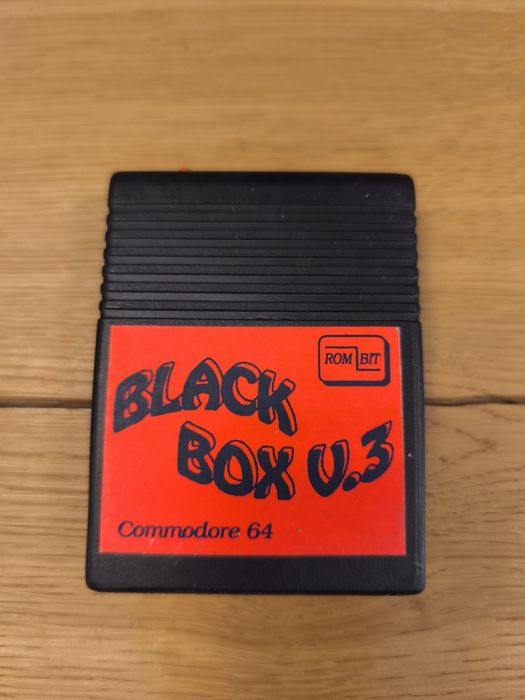 ROM BIT
BLACK
BOX V.3
Commodore 64